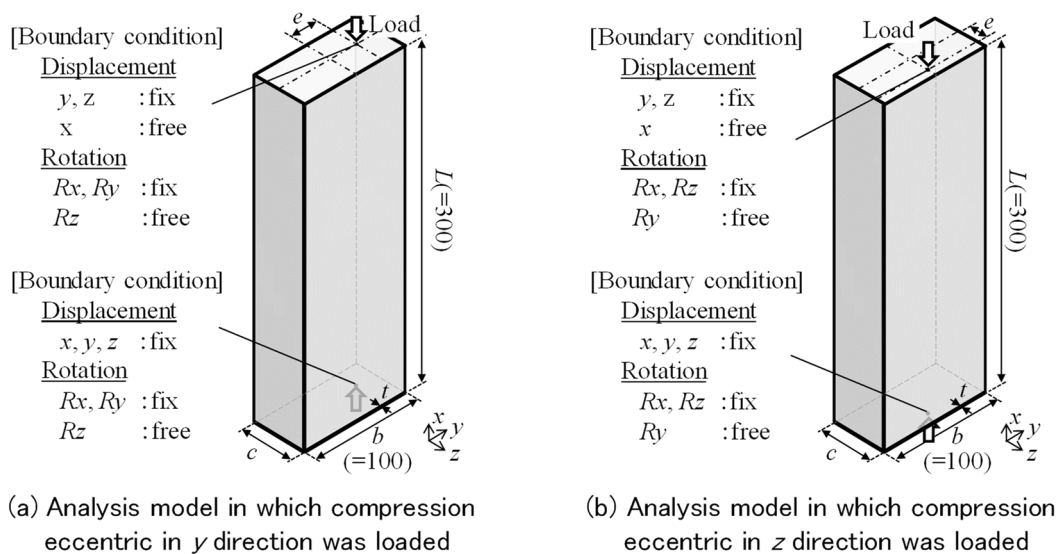 e
Load
[Boundary condition]
Displacement
y, z :fix
x :free
Rotation
Rx, Ry :fix
Rz :free
L(=300)
[Boundary condition]
Displacement
x, y, z :fix
Rotation
Rx, Ry :fix
Rz :free
t
b
(=100)
c
x
y
z
(a) Analysis model in which compression
eccentric in y direction was loaded
e
Load
[Boundary condition]
Displacement
y, z :fix
x :free
Rotation
Rx, Rz :fix
Ry :free
L(=300)
[Boundary condition]
Displacement
x, y, z :fix
Rotation
Rx, Rz :fix
Ry :free
t
b
(=100)
c
x
y
z
(b) Analysis model in which compression
eccentric in z direction was loaded